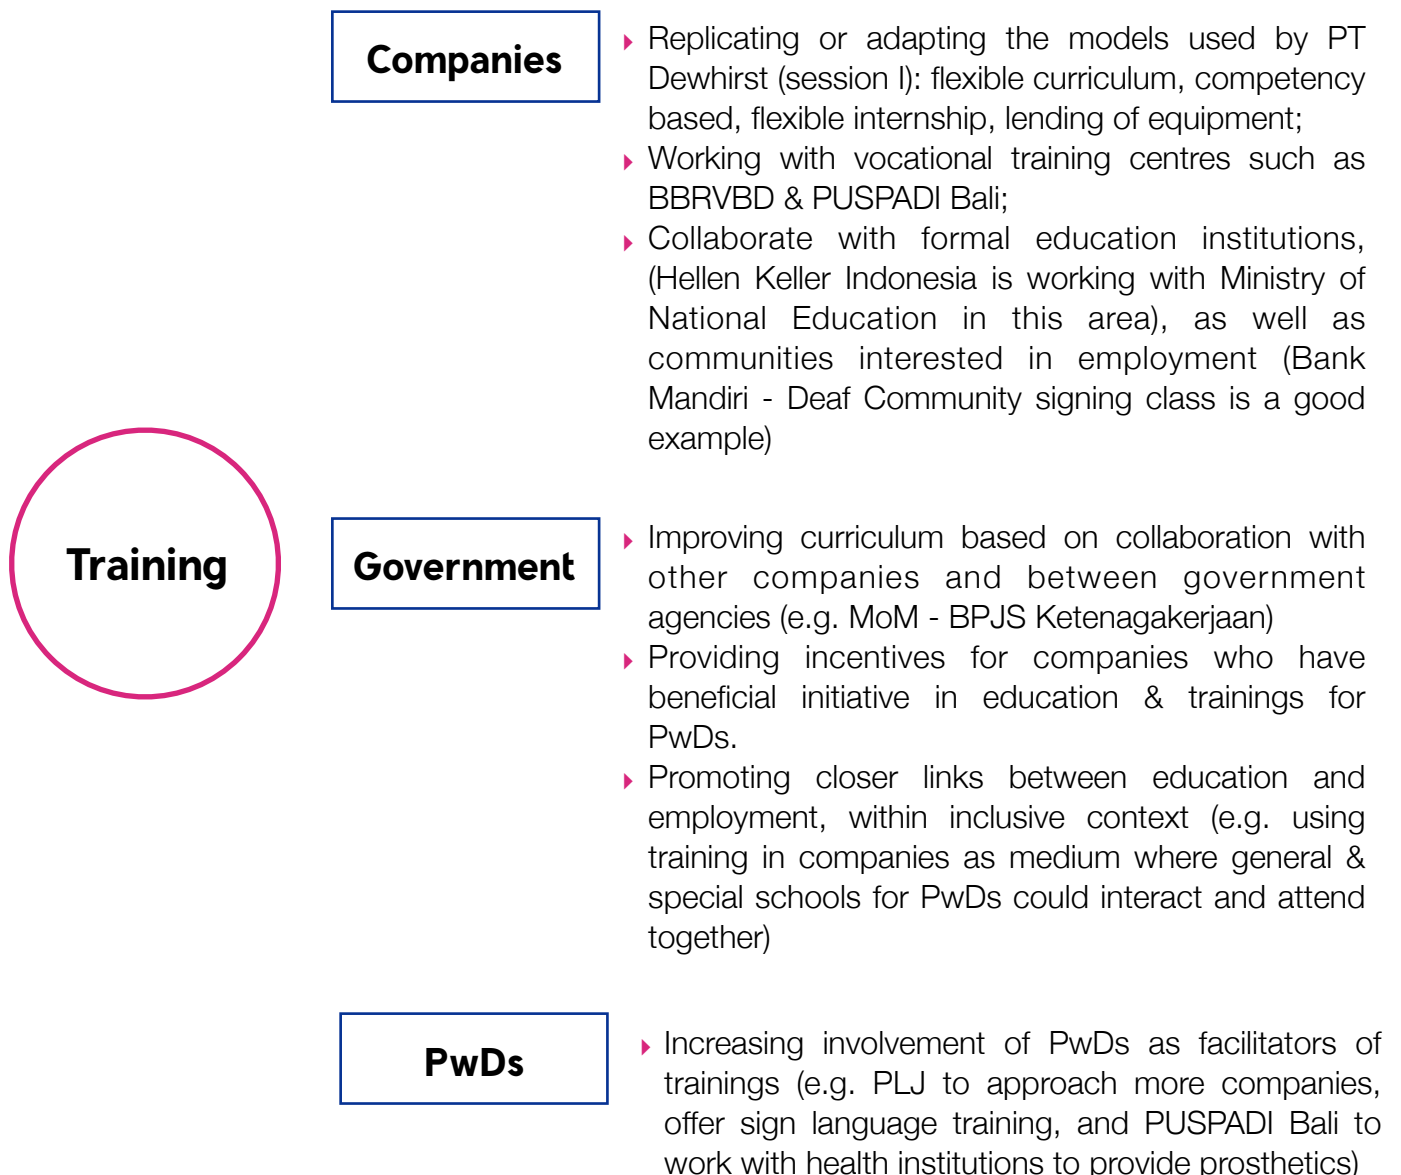 Companies
Replicating or adapting the models used by PT
Dewhirst (session I): flexible curriculum, competency
based, flexible internship, lending of equipment;
Working with vocational training centres such as
BBRVBD & PUSPADI Bali;
Collaborate with formal education institutions,
(Hellen Keller Indonesia is working with Ministry of
National Education in this area), as well as
communities interested in employment (Bank
Mandiri - Deaf Community signing class is a good
example)
Training
Government
Improving curriculum based on collaboration with
other companies and between government
agencies (e.g. MoM - BPJS Ketenagakerjaan)
Providing incentives for companies who have
beneficial initiative in education & trainings for
PwDs.
Promoting closer links between education and
employment, within inclusive context (e.g. using
training in companies as medium where general &
special schools for PwDs could interact and attend
together)
PwDs
Increasing involvement of PwDs as facilitators of
trainings (e.g. PLJ to approach more companies,
offer sign language training, and PUSPADI Bali to
work with health institutions to provide prosthetics)